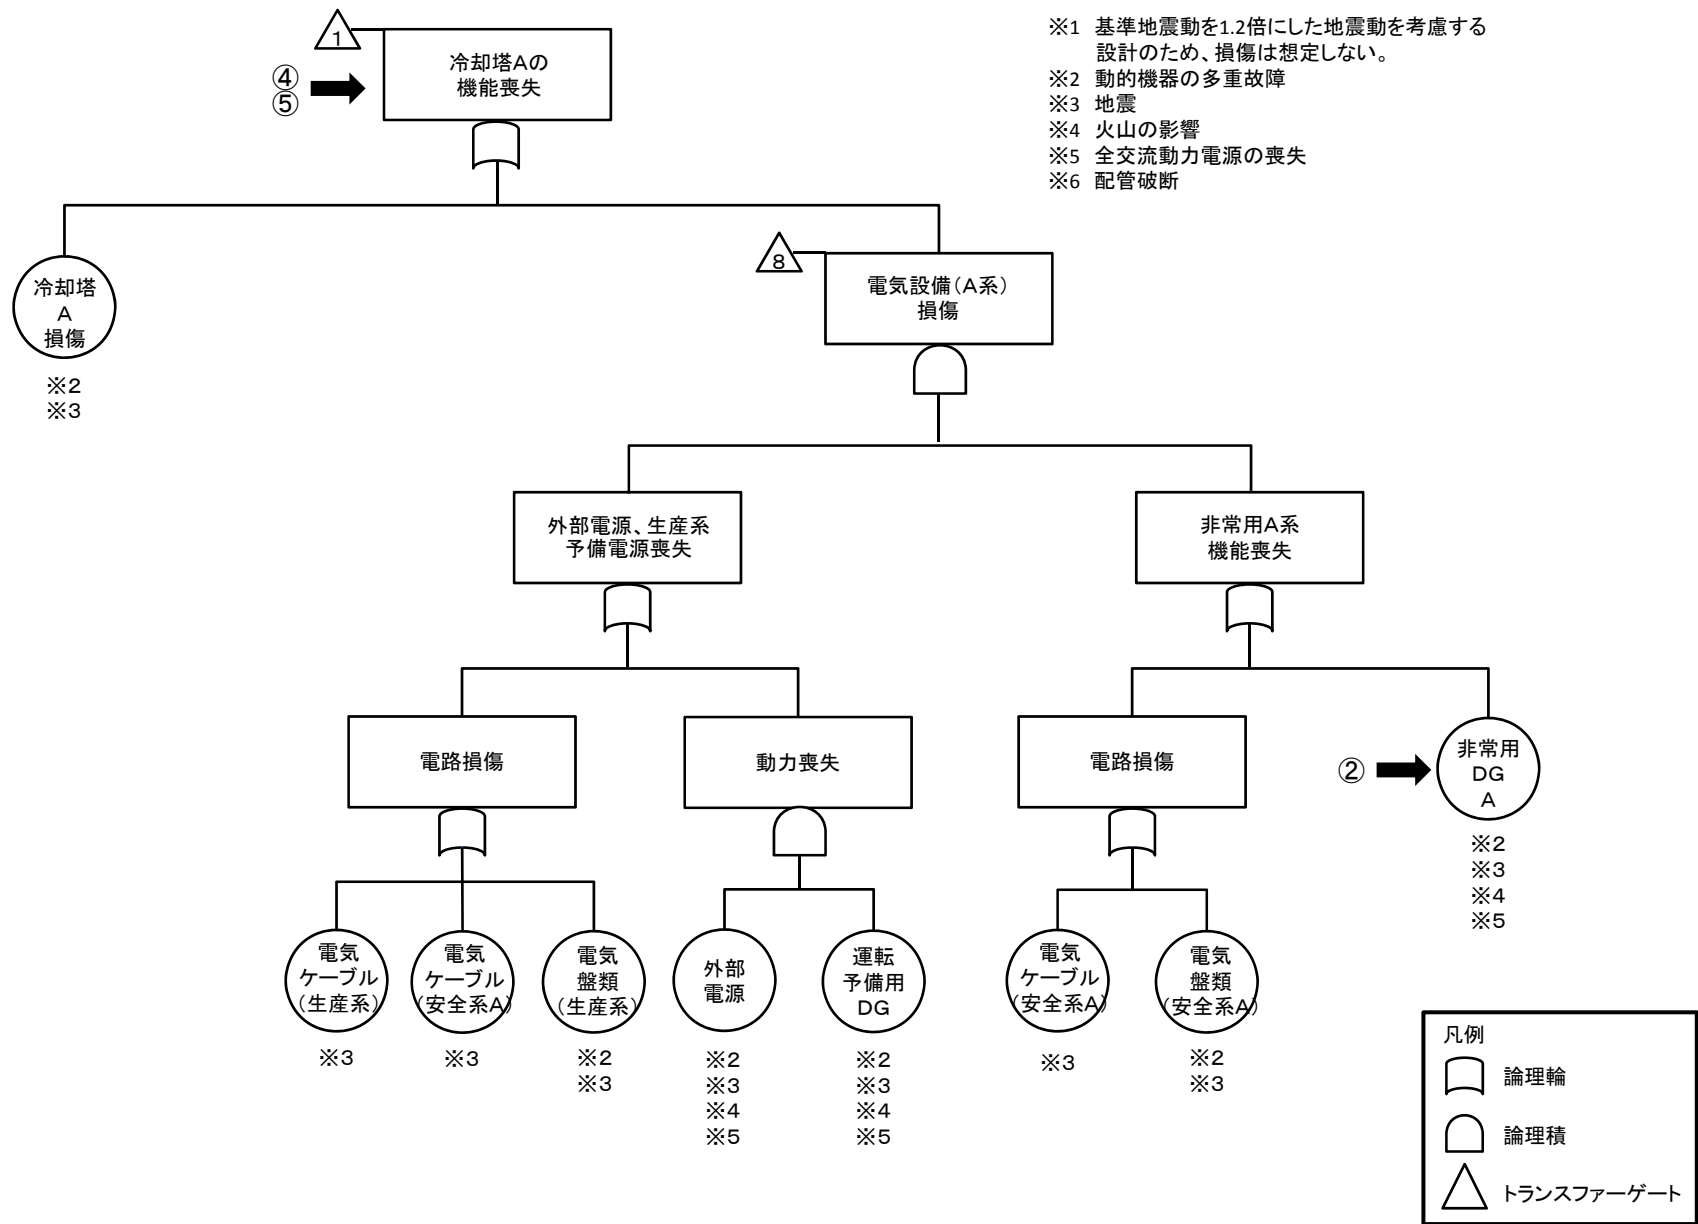 ※1 基準地震動を1.2倍にした地震動を考慮する
設計のため、損傷は想定しない。
※2 動的機器の多重故障
※3 地震
※4 火山の影響
※5 全交流動力電源の喪失
※6 配管破断
1
冷却塔Aの
機能喪失
④
⑤
冷却塔
A
損傷
※2
※3
8
電気設備(A系)
損傷
外部電源、生産系
予備電源喪失
非常用A系
機能喪失
電路損傷
動力喪失
電路損傷
②
非常用
DG
A
※2
※3
※4
※5
電気
ケーブル
(生産系)
※3
電気
ケーブル
(安全系A)
※3
電気
盤類
(生産系)
※2
※3
外部
電源
※2
※3
※4
※5
運転
予備用
DG
※2
※3
※4
※5
電気
ケーブル
(安全系A)
※3
電気
盤類
(安全系A)
※2
※3
凡例
論理輪
論理積
トランスファーゲート